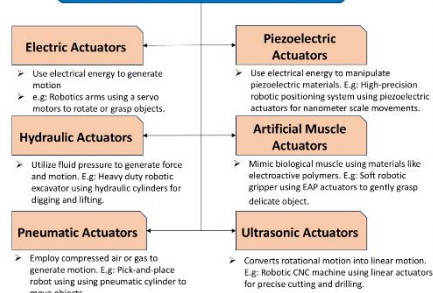 Electric Actuators
➤ Use electrical energy to generate
motion
➤ e.g: Robotics arms using a servo
motors to rotate or grasp objects.
Piezoelectric
Actuators
➤ Use electrical energy to manipulate
piezoelectric materials. E.g: High-precision
robotic positioning system using piezoelectric
actuators for nanometer scale movements.
Hydraulic Actuators
➤ Utilize fluid pressure to generate force
and motion. E.g: Heavy duty robotic
excavator using hydraulic cylinders for
digging and lifting.
Artificial Muscle
Actuators
➤ Mimic biological muscle using materials like
electroactive polymers. E.g: Soft robotic
gripper using EAP actuators to gently grasp
delicate object.
Pneumatic Actuators
➤ Employ compressed air or gas to
generate motion. E.g: Pick-and-place
robot using using pneumatic cylinder to
move objects
Ultrasonic Actuators
➤ Converts rotational motion into linear motion.
E.g: Robotic CNC machine using linear actuators
for precise cutting and drilling.